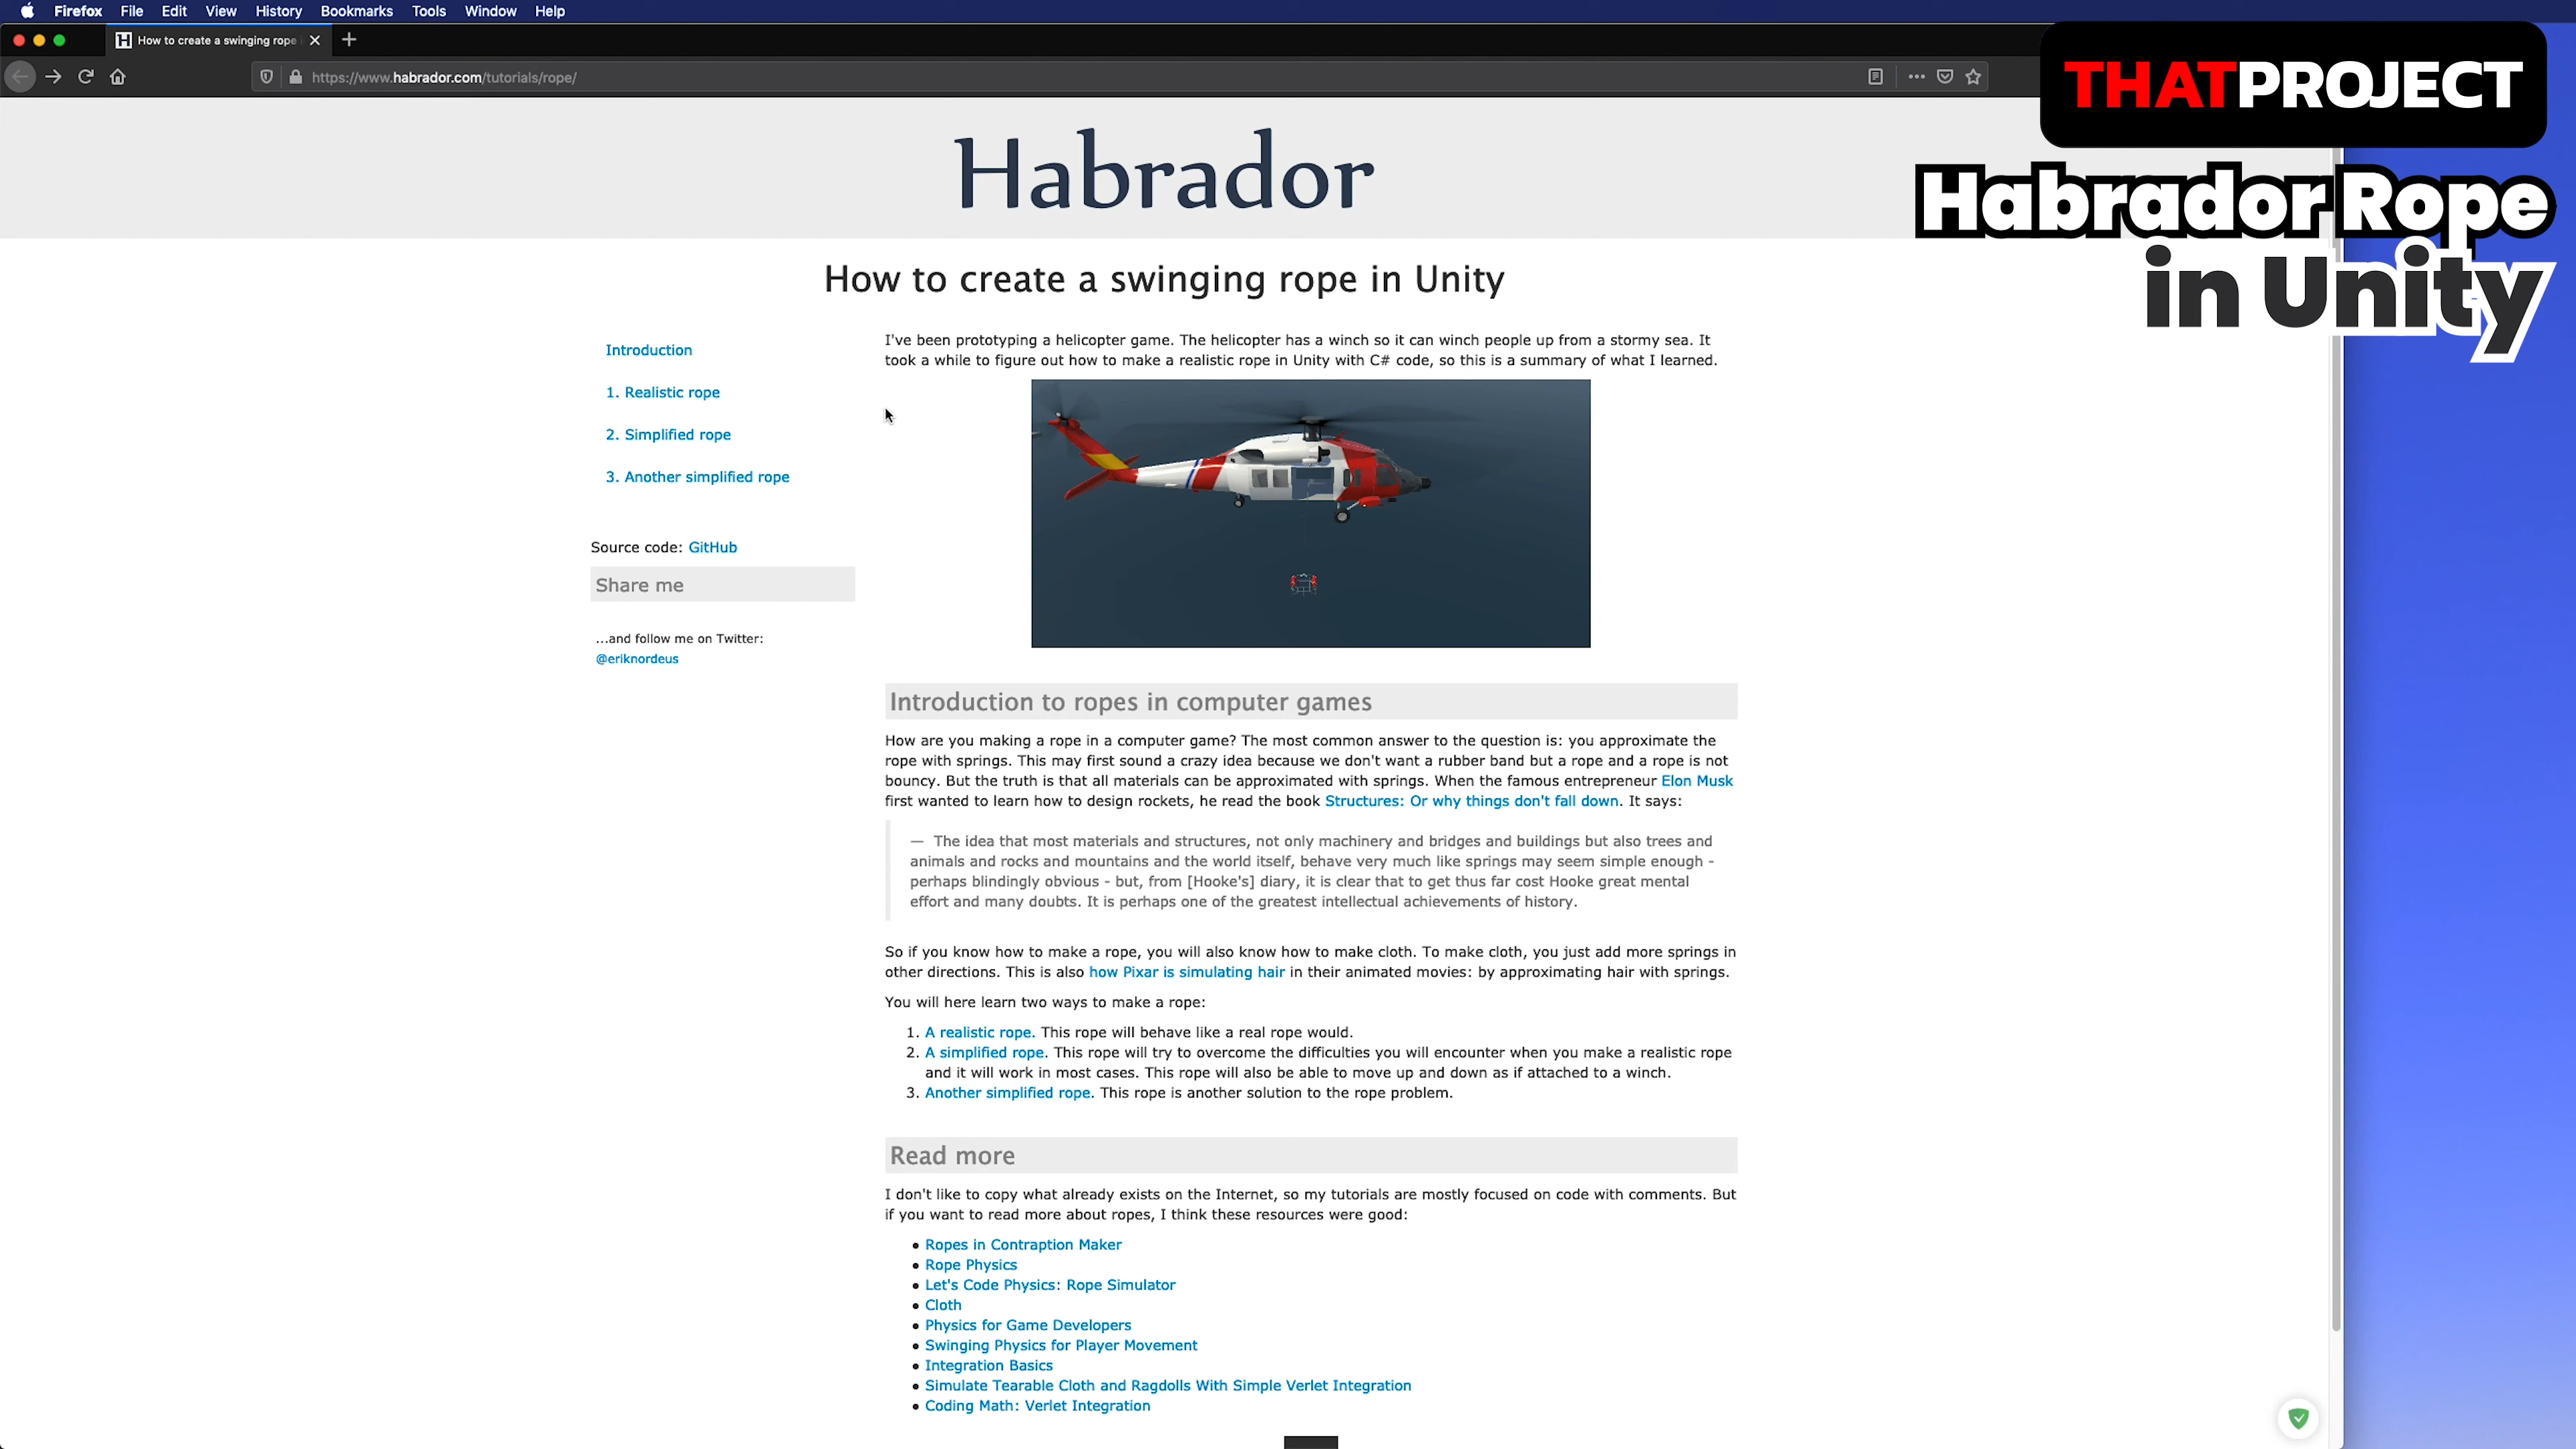 Firefox File Edit View History Bookmarks Tools Window Help
How to create a swinging rope
https://www.habrador.com/tutorials/rope/
THATPROJECT
Habrador Rope
in Unity
Habrador
How to create a swinging rope in Unity
Introduction
1. Realistic rope
2. Simplified rope
3. Another simplified rope
Source code: GitHub
Share me
...and follow me on Twitter:
@eriknordeus
I've been prototyping a helicopter game. The helicopter has a winch so it can winch people up from a stormy sea. It
took a while to figure out how to make a realistic rope in Unity with C# code, so this is a summary of what I learned.
Introduction to ropes in computer games
How are you making a rope in a computer game? The most common answer to the question is: you approximate the
rope with springs. This may first sound a crazy idea because we don't want a rubber band but a rope and a rope is not
bouncy. But the truth is that all materials can be approximated with springs. When the famous entrepreneur Elon Musk
first wanted to learn how to design rockets, he read the book Structures: Or why things don't fall down. It says:
— The idea that most materials and structures, not only machinery and bridges and buildings but also trees and
animals and rocks and mountains and the world itself, behave very much like springs may seem simple enough -
perhaps blindingly obvious - but, from [Hooke's] diary, it is clear that to get thus far cost Hooke great mental
effort and many doubts. It is perhaps one of the greatest intellectual achievements of history.
So if you know how to make a rope, you will also know how to make cloth. To make cloth, you just add more springs in
other directions. This is also how Pixar is simulating hair in their animated movies: by approximating hair with springs.
You will here learn two ways to make a rope:
1. A realistic rope. This rope will behave like a real rope would.
2. A simplified rope. This rope will try to overcome the difficulties you will encounter when you make a realistic rope
and it will work in most cases. This rope will also be able to move up and down as if attached to a winch.
3. Another simplified rope. This rope is another solution to the rope problem.
Read more
I don't like to copy what already exists on the Internet, so my tutorials are mostly focused on code with comments. But
if you want to read more about ropes, I think these resources were good:
• Ropes in Contraption Maker
• Rope Physics
• Let's Code Physics: Rope Simulator
• Cloth
• Physics for Game Developers
• Swinging Physics for Player Movement
• Integration Basics
• Simulate Tearable Cloth and Ragdolls With Simple Verlet Integration
• Coding Math: Verlet Integration